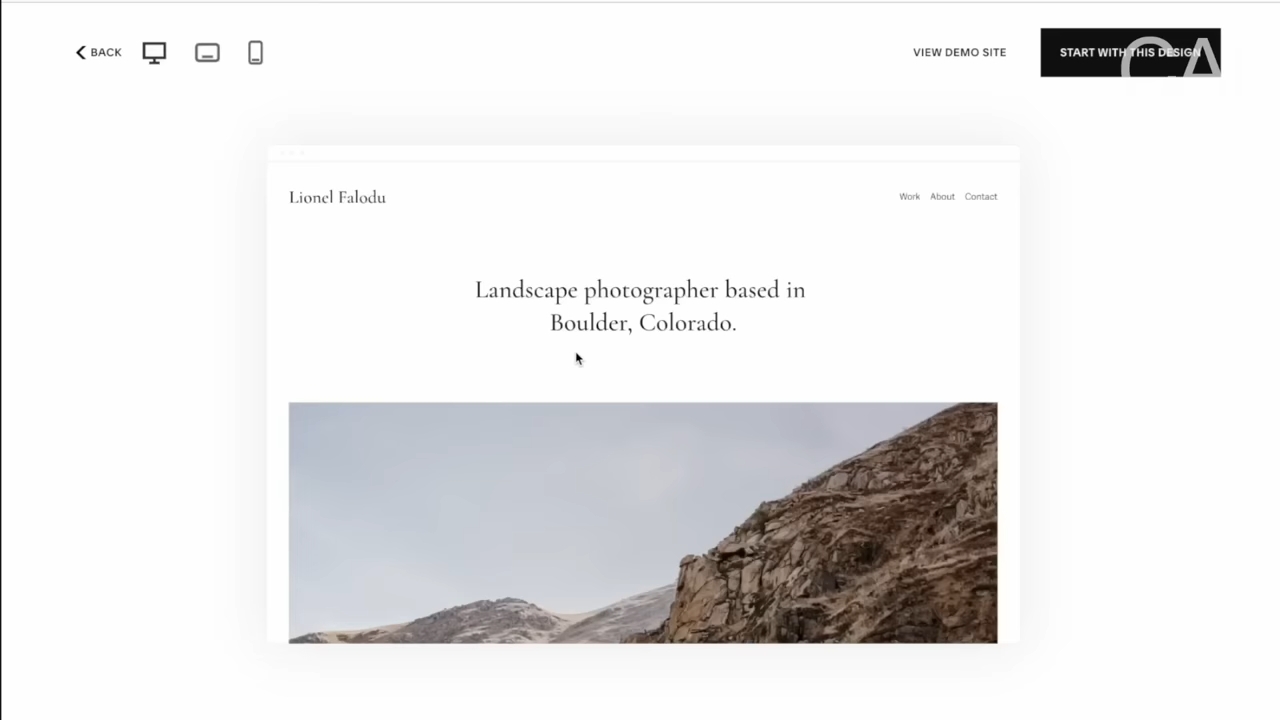 BACK
VIEW DEMO SITE
START WITH THIS DESIGN
CA
Lionel Falodu
Work About Contact
Landscape photographer based in
Boulder, Colorado.